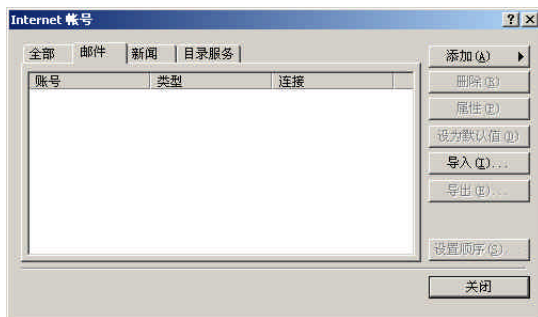 Internet 帐号
全部 邮件 新闻 目录服务
账号 类型 连接
添加(A)
删除(R)
属性(P)
设为默认值(D)
导入(I)...
导出(E)...
设置顺序(S)...
关闭